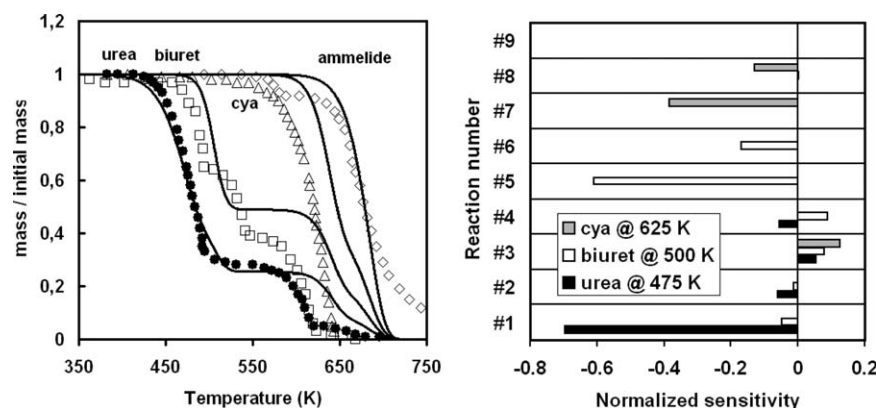 1,2
1
0,8
0,6
0,4
0,2
0
urea biuret ammelide
cya
350 450 550 650 750
Temperature (K)
mass / initial mass
#9
#8
#7
#6
#5
#4
#3
#2
#1
Reaction number
cya @ 625 K
biuret @ 500 K
urea @ 475 K
-0.8 -0.6 -0.4 -0.2 0 0.2
Normalized sensitivity